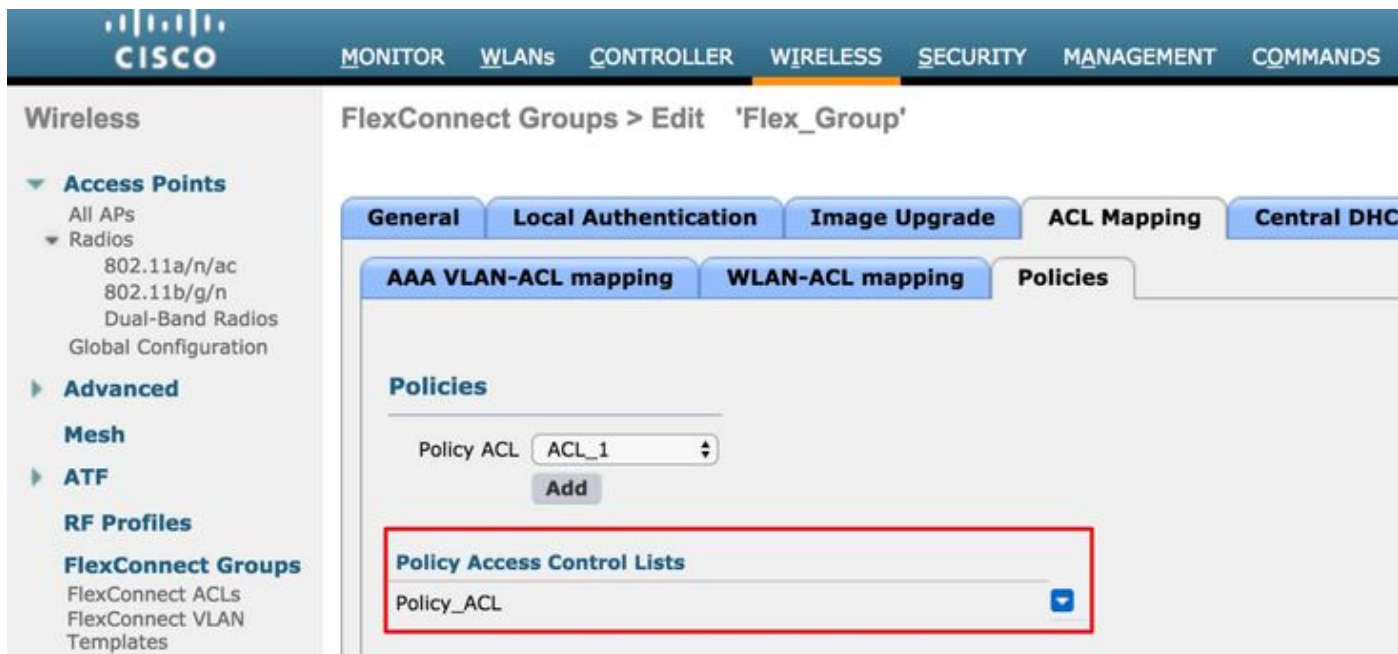 CISCO
MONITOR WLANs CONTROLLER WIRELESS SECURITY MANAGEMENT COMMANDS
Wireless
Access Points
All APs
Radios
802.11a/n/ac
802.11b/g/n
Dual-Band Radios
Global Configuration
Advanced
Mesh
ATF
RF Profiles
FlexConnect Groups
FlexConnect ACLs
FlexConnect VLAN
Templates
FlexConnect Groups > Edit 'Flex_Group'
General Local Authentication Image Upgrade ACL Mapping Central DHC
AAA VLAN-ACL mapping WLAN-ACL mapping Policies
Policies
Policy ACL ACL_1
Add
Policy Access Control Lists
Policy_ACL